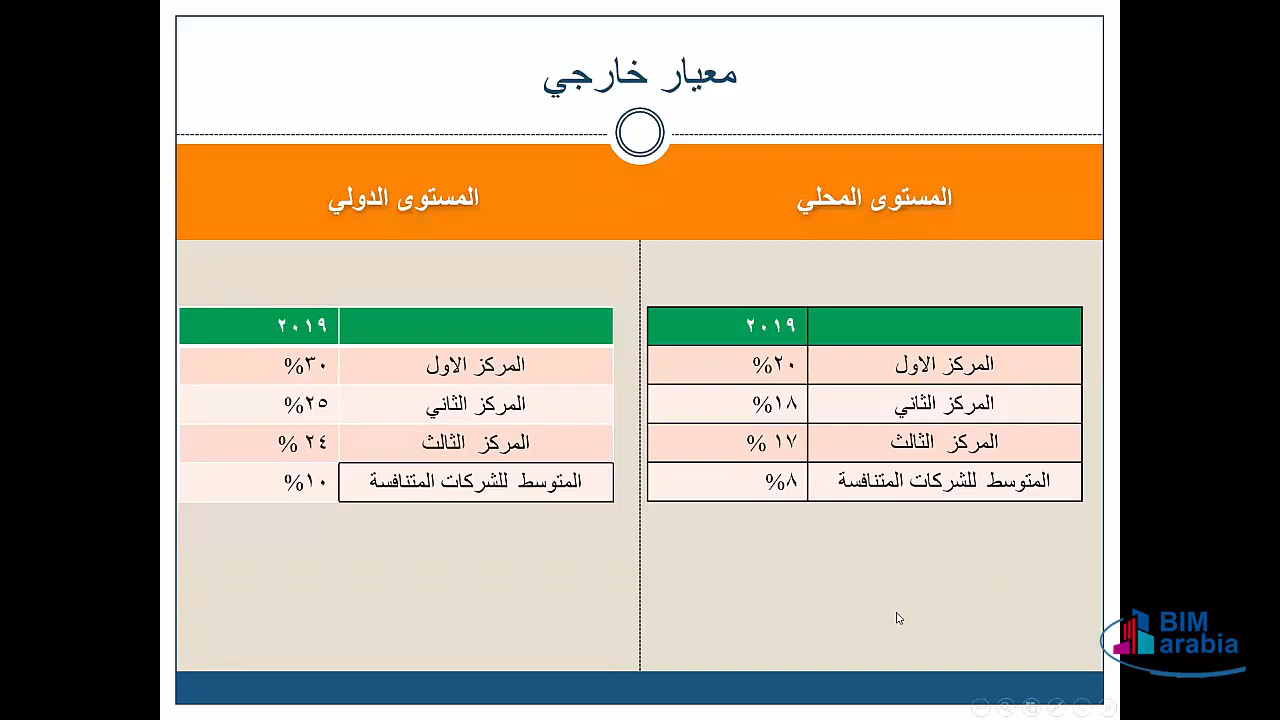 معيار خارجي
المستوى المحلي
٢٠١٩
المركز الاول ٢٠%
المركز الثاني ١٨%
المركز الثالث ١٧ %
المتوسط للشركات المتنافسة ٨%
المستوى الدولي
٢٠١٩
المركز الاول ٣٠%
المركز الثاني ٢٥%
المركز الثالث ٢٤ %
المتوسط للشركات المتنافسة ١٠%
BIM
arabia